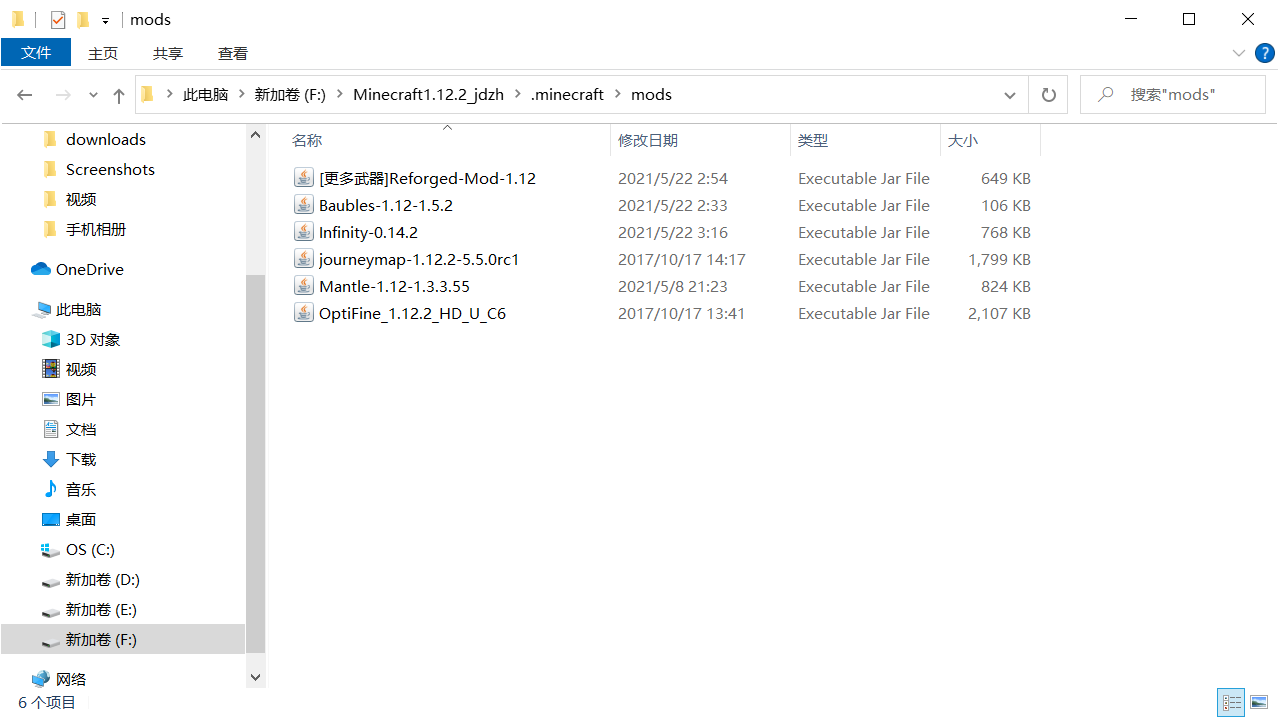 mods
文件 主页 共享 查看
此电脑 新加卷 (F:) Minecraft1.12.2_jdzh .minecraft mods 搜索"mods"
downloads
Screenshots
视频
手机相册
OneDrive
此电脑
3D 对象
视频
图片
文档
下载
音乐
桌面
OS (C:)
新加卷 (D:)
新加卷 (E:)
新加卷 (F:)
网络
名称 修改日期 类型 大小
[更多武器]Reforged-Mod-1.12 2021/5/22 2:54 Executable Jar File 649 KB
Baubles-1.12-1.5.2 2021/5/22 2:33 Executable Jar File 106 KB
Infinity-0.14.2 2021/5/22 3:16 Executable Jar File 768 KB
journeymap-1.12.2-5.5.0rc1 2017/10/17 14:17 Executable Jar File 1,799 KB
Mantle-1.12-1.3.3.55 2021/5/8 21:23 Executable Jar File 824 KB
OptiFine_1.12.2_HD_U_C6 2017/10/17 13:41 Executable Jar File 2,107 KB
6 个项目